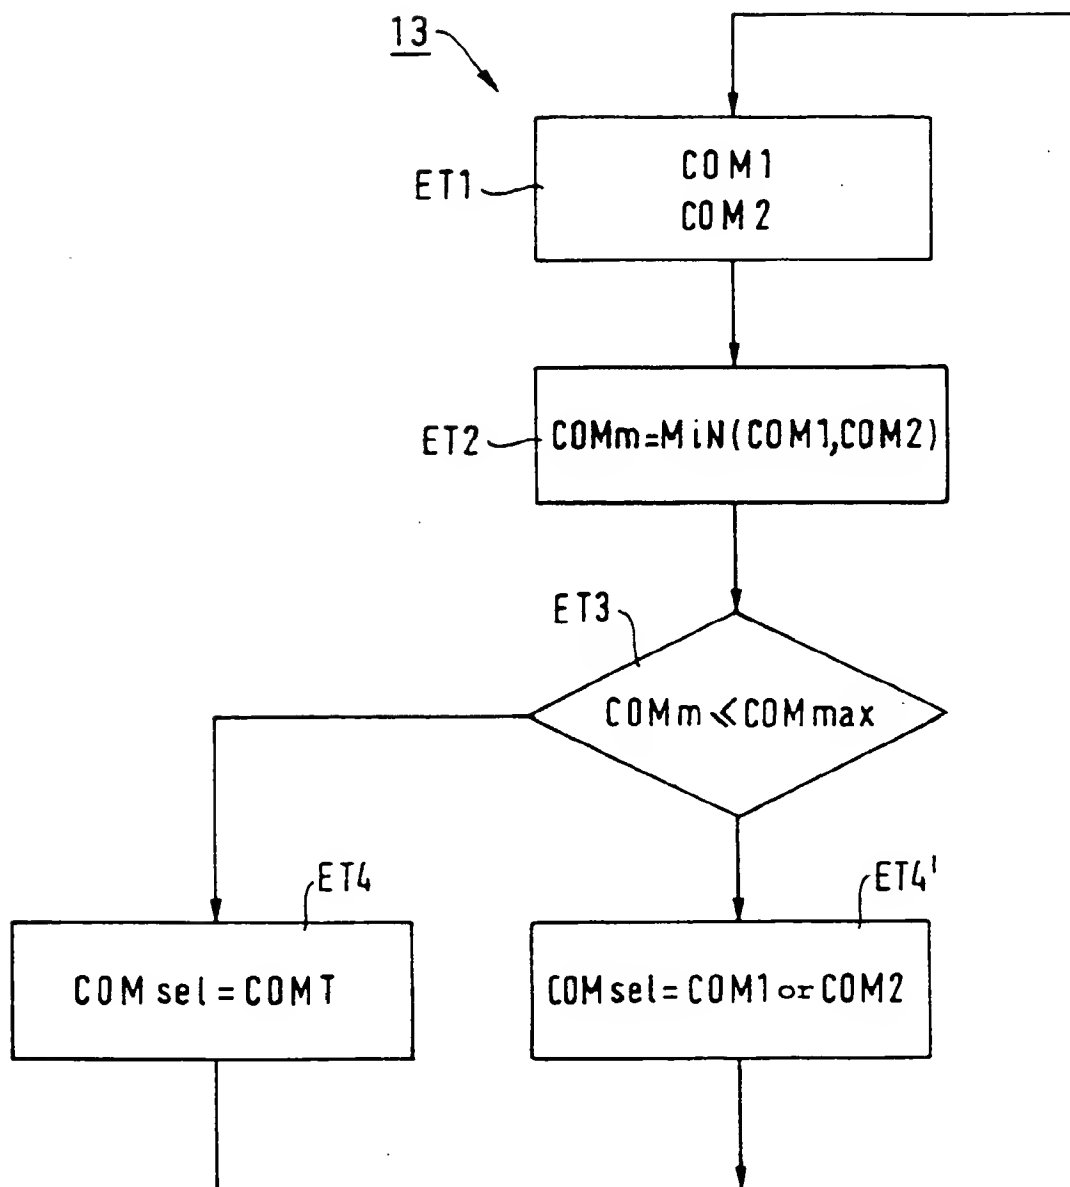 13
ET1
COM1
COM2
ET2
COMm=MiN(COM1,COM2)
ET3
COMm⩽COMmax
ET4
COMsel=COMT
ET4'
COMsel=COM1 or COM2